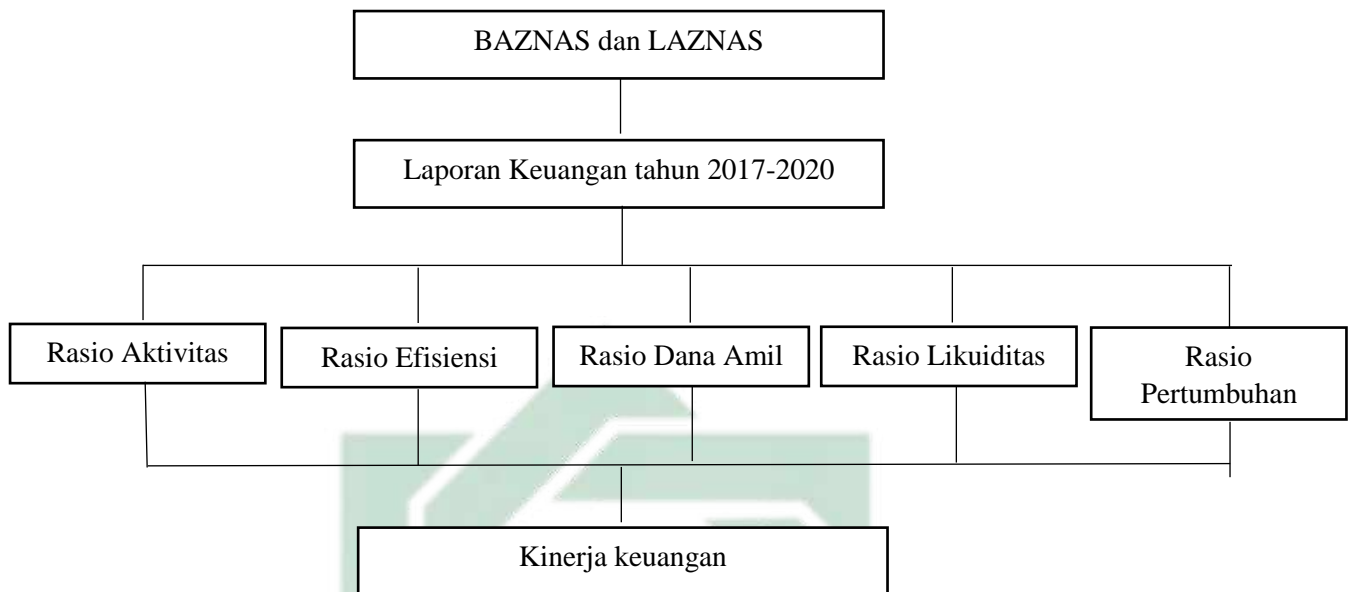 BAZNAS dan LAZNAS
Laporan Keuangan tahun 2017-2020
Rasio Aktivitas
Rasio Efisiensi
Rasio Dana Amil
Rasio Likuiditas
Rasio
Pertumbuhan
Kinerja keuangan